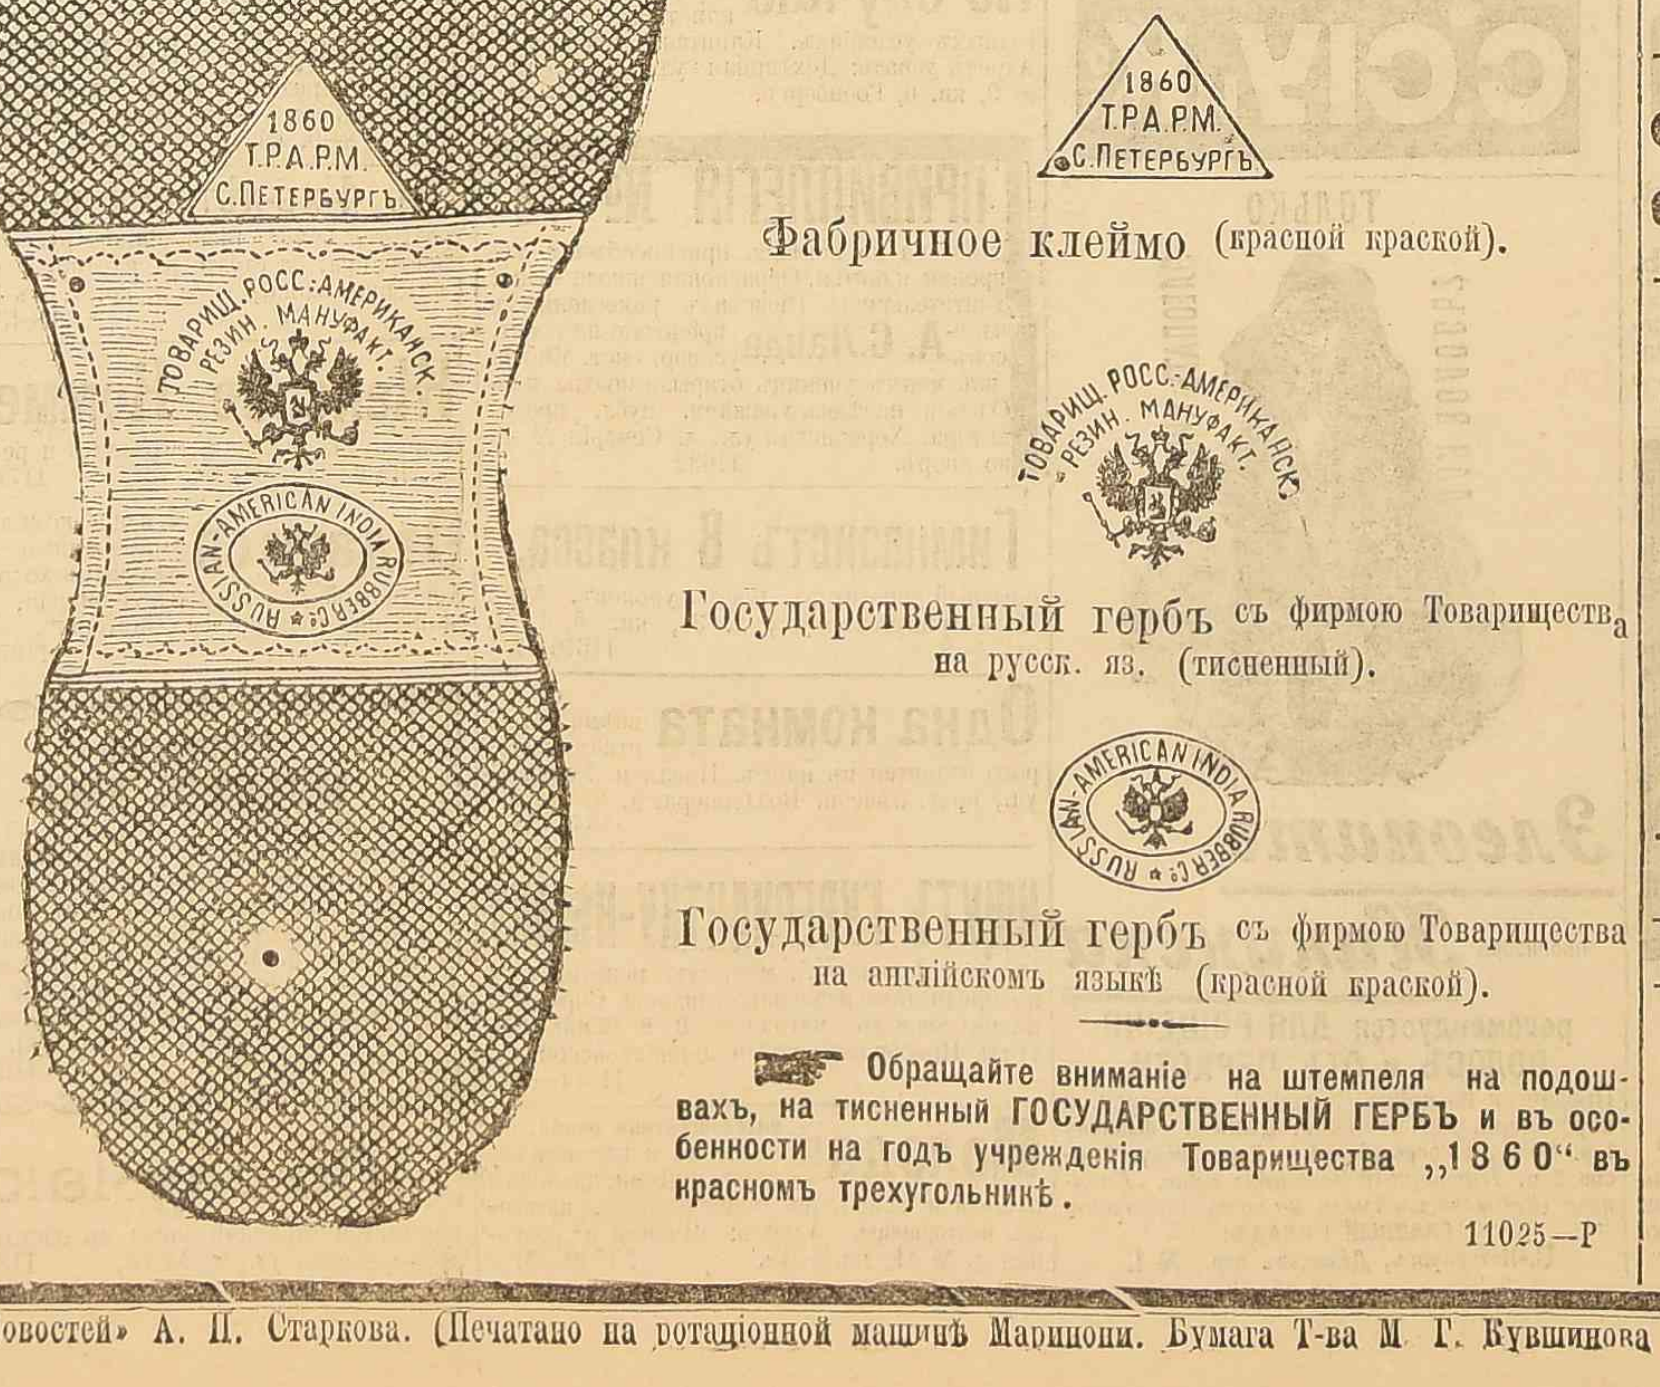 1860
Т.Р.А.Р.М.
С.ПЕТЕРБУРГЪ
ТОВАРИЩ. РОСС.-АМЕРИКАНСК.
РЕЗИН. МАНУФАКТ.
RUSSIAN-AMERICAN INDIA RUBBER Cº
1860
Т.Р.А.Р.М.
С.ПЕТЕРБУРГЪ
Фабричное клеймо (красной краской).
ТОВАРИЩ. РОСС.-АМЕРИКАНСК.
РЕЗИН. МАНУФАКТ.
Государственный гербъ съ фирмою Товарищества
на русск. яз. (тисненный).
RUSSIAN-AMERICAN INDIA RUBBER Cº
Государственный гербъ съ фирмою Товарищества
на англійскомъ языкѣ (красной краской).
Обращайте вниманіе на штемпеля на подош-
вахъ, на тисненный ГОСУДАРСТВЕННЫЙ ГЕРБЪ и въ осо-
бенности на годъ учреждекія Товарищества „1860“ въ
красномъ трехугольникѣ.
11025—Р
овостей» А. П. Старкова. (Печатано на ротаціонной машинѣ Маринони. Бумага Т-ва М. Г. Кувшинова